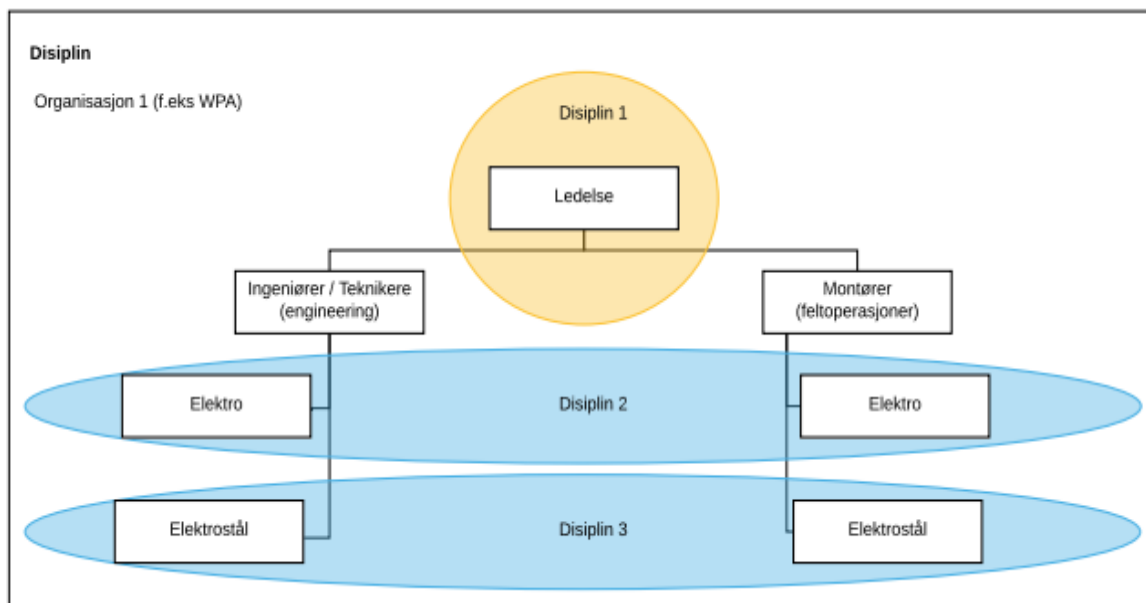 Disiplin
Organisasjon 1 (f.eks WPA)
Disiplin 1
Ledelse
Ingeniører / Teknikere
(engineering)
Montører
(feltoperasjoner)
Elektro
Disiplin 2
Elektro
Elektrostål
Disiplin 3
Elektrostål